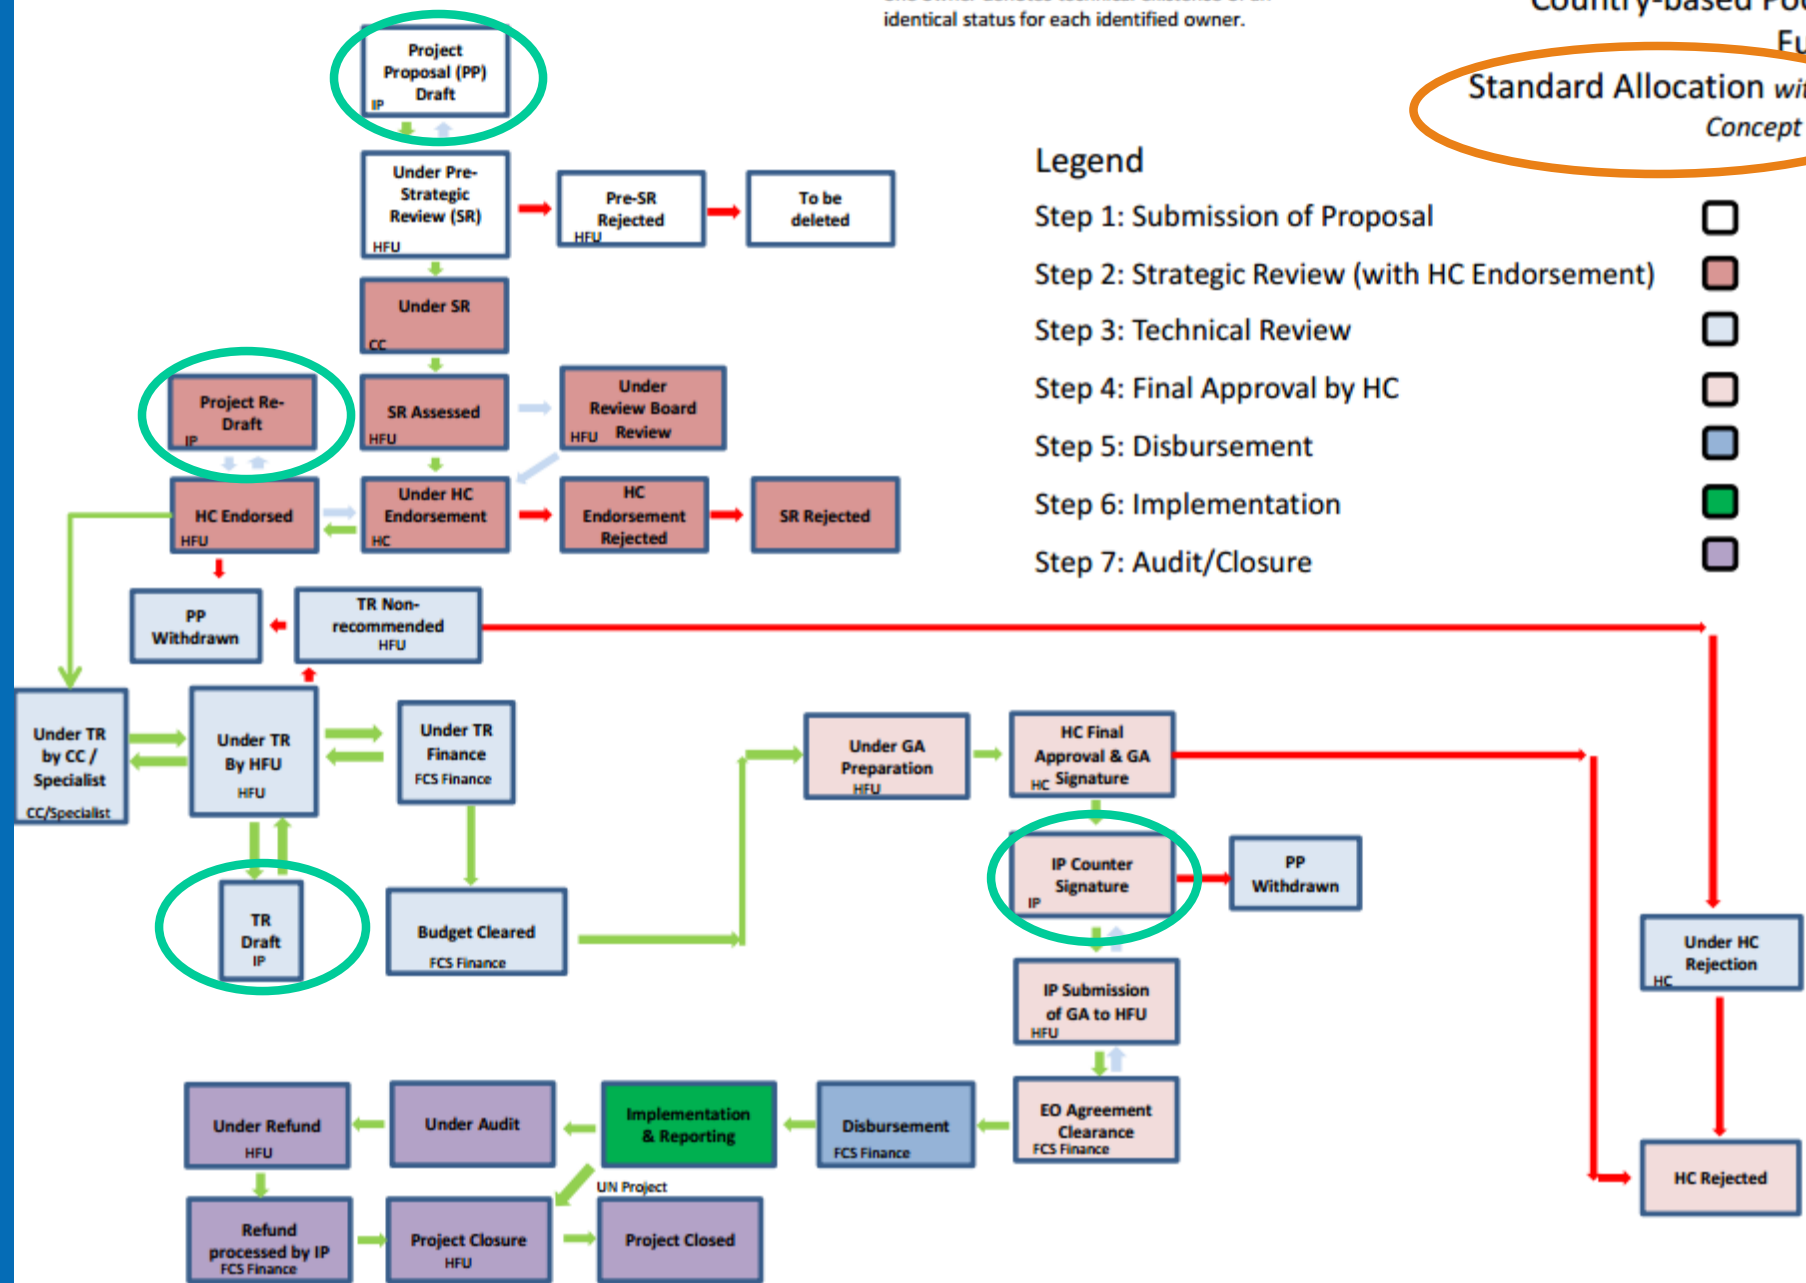 identical status for each identified owner.
Country-based
Standard Allocation
Concept
Legend
Step 1: Submission of Proposal
Step 2: Strategic Review (with HC Endorsement)
Step 3: Technical Review
Step 4: Final Approval by HC
Step 5: Disbursement
Step 6: Implementation
Step 7: Audit/Closure
Project
Proposal (PP)
Draft
IP
Under Pre-
Strategic
Review (SR)
HFU
Pre-SR
Rejected
HFU
To be
deleted
Under SR
CC
Project Re-
Draft
IP
SR Assessed
HFU
Under
Review Board
Review
HFU
HC Endorsed
HFU
Under HC
Endorsement
HC
HC
Endorsement
Rejected
SR Rejected
PP
Withdrawn
TR Non-
recommended
HFU
Under TR
by CC /
Specialist
CC/Specialist
Under TR
By HFU
HFU
Under TR
Finance
FCS Finance
TR
Draft
IP
Budget Cleared
FCS Finance
Under GA
Preparation
HFU
HC Final
Approval & GA
Signature
HC
IP Counter
Signature
IP
PP
Withdrawn
IP Submission
of GA to HFU
HFU
EO Agreement
Clearance
FCS Finance
Under HC
Rejection
HC
HC Rejected
Disbursement
FCS Finance
Implementation
& Reporting
UN Project
Under Audit
Under Refund
HFU
Refund
processed by IP
FCS Finance
Project Closure
HFU
Project Closed